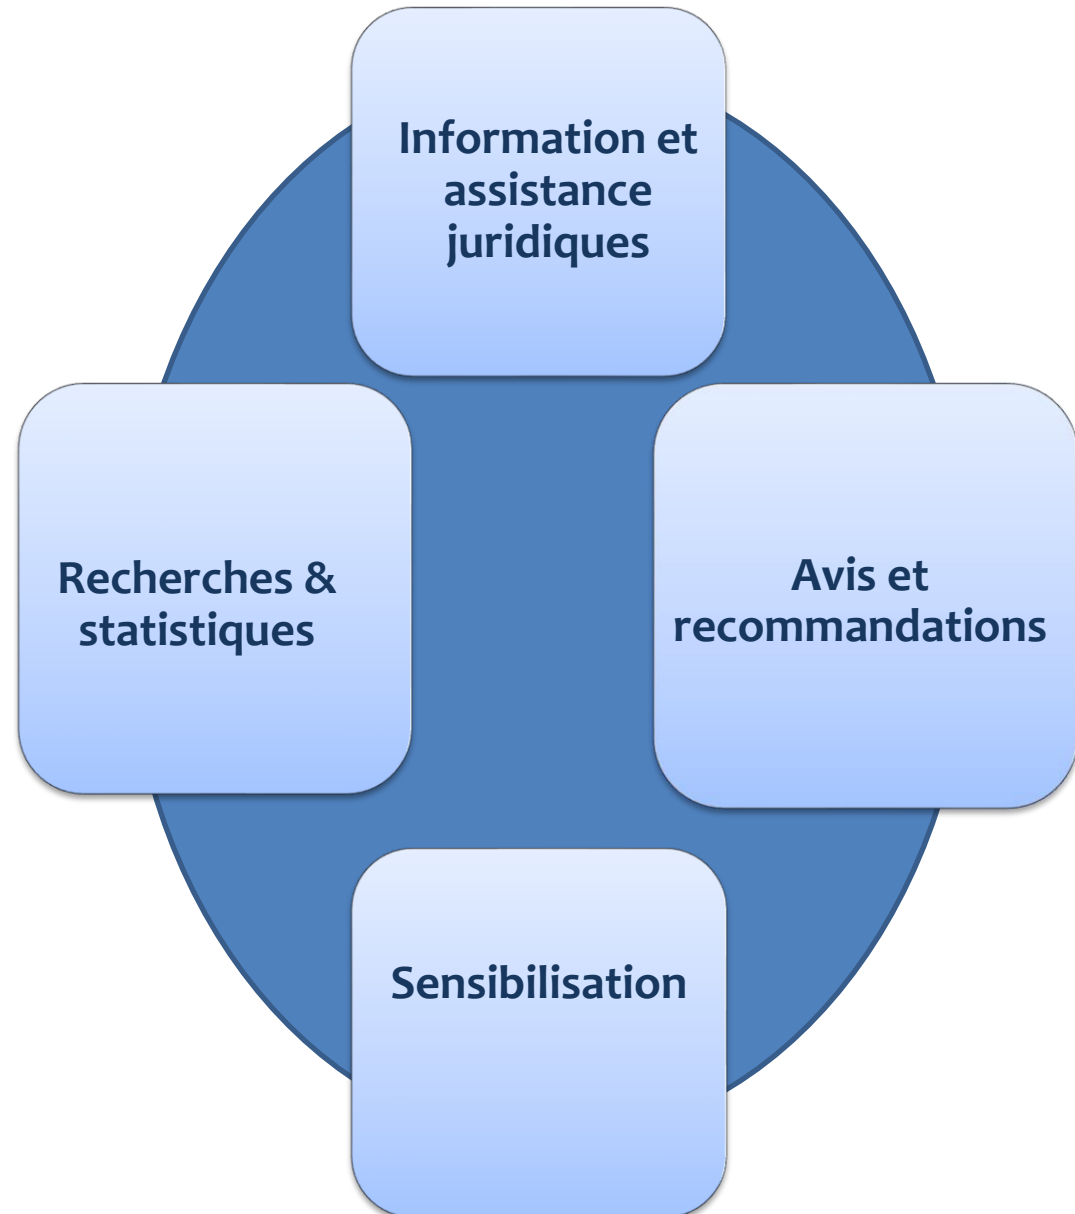 Information et
assistance
juridiques
Recherches &
statistiques
Avis et
recommandations
Sensibilisation